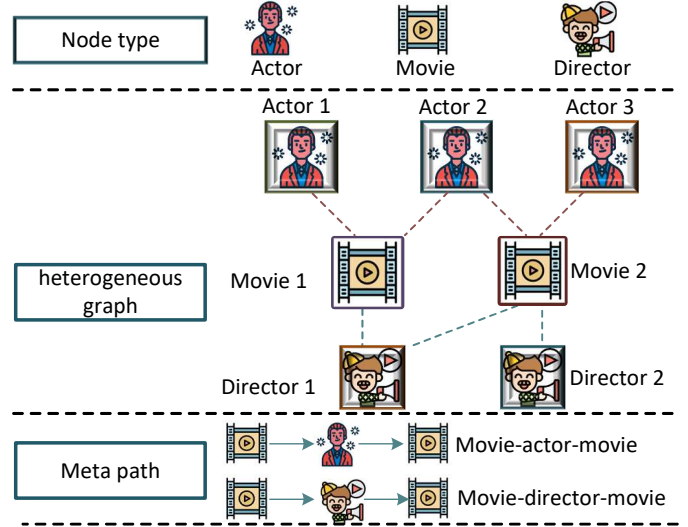 Node type
Actor
Movie
Director
Actor 1
Actor 2
Actor 3
heterogeneous
graph
Movie 1
Movie 2
Director 1
Director 2
Meta path
Movie-actor-movie
Movie-director-movie